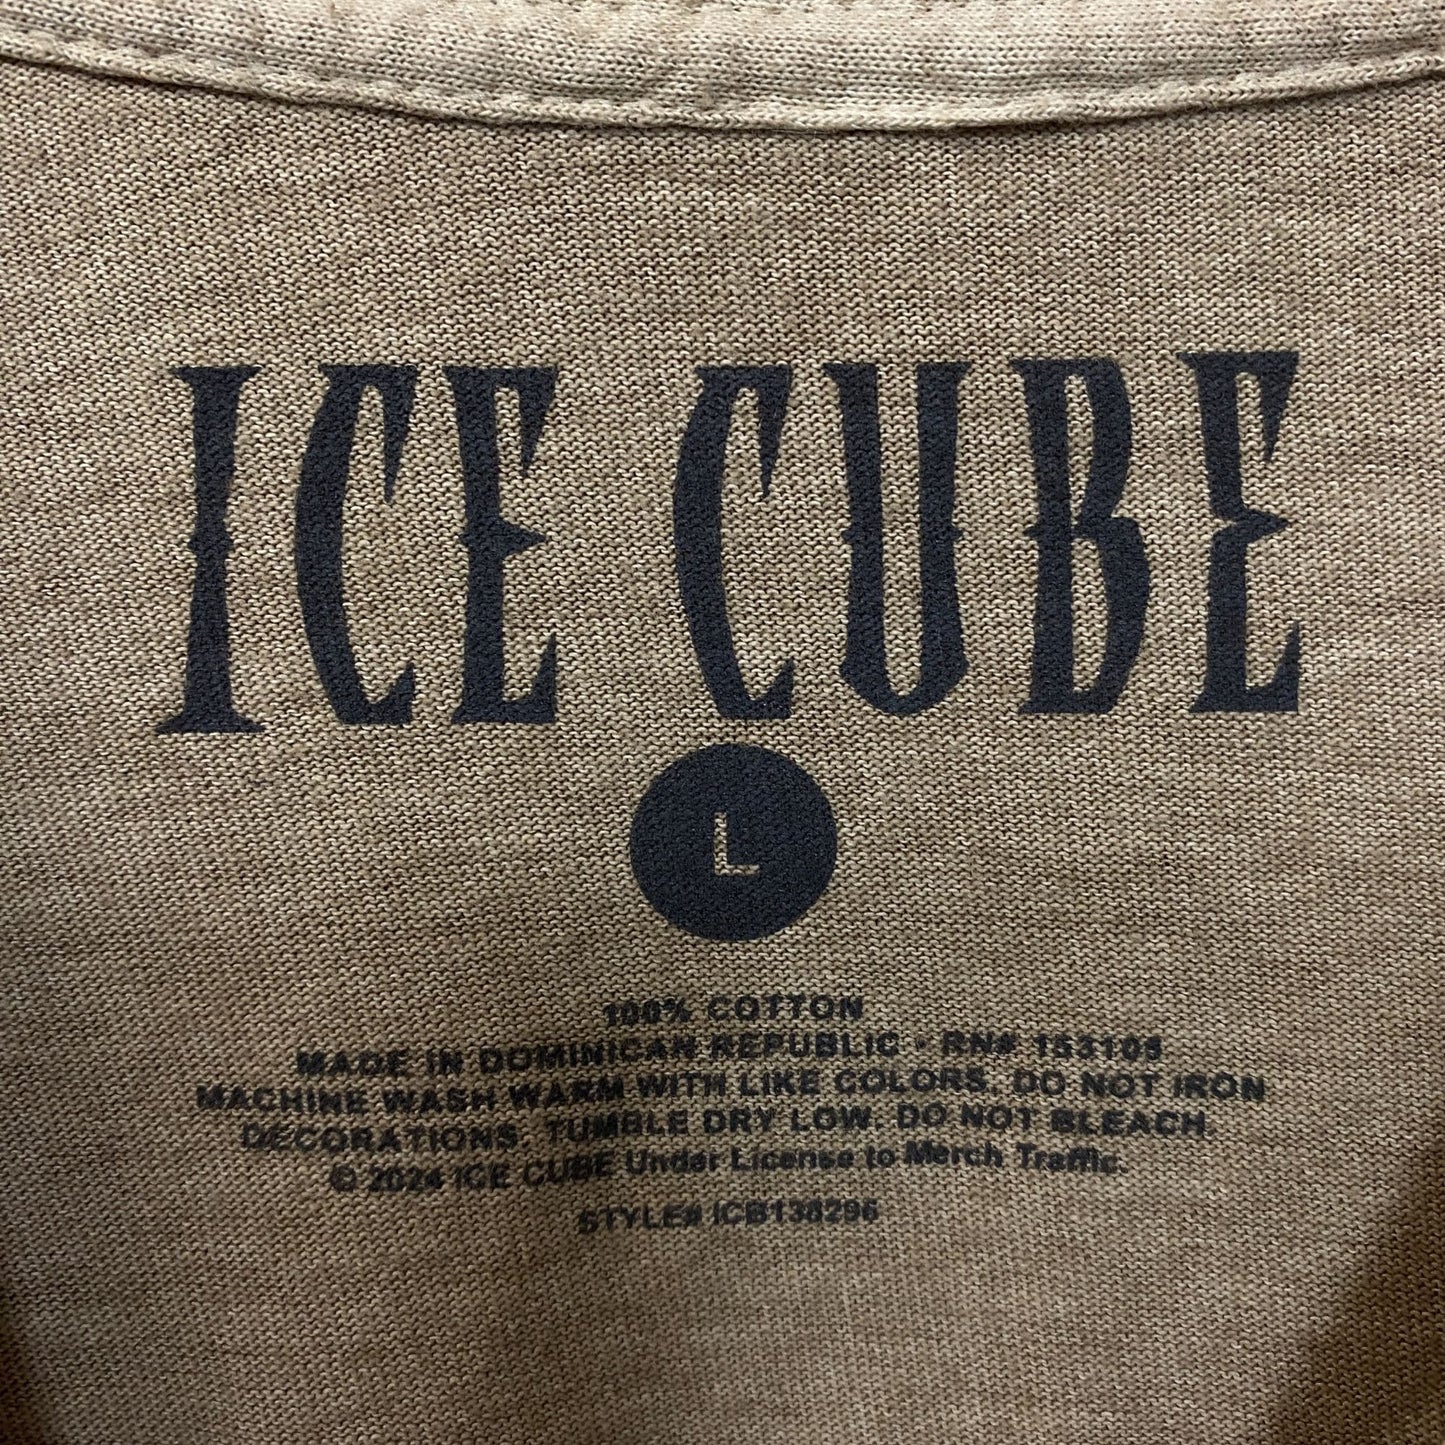 ICE CUBE
L
100% COTTON
MADE IN DOMINICAN REPUBLIC • RN# 153105
MACHINE WASH WARM WITH LIKE COLORS. DO NOT IRON
DECORATIONS. TUMBLE DRY LOW. DO NOT BLEACH.
© 2024 ICE CUBE Under License to Merch Traffic.
STYLE# ICB138296